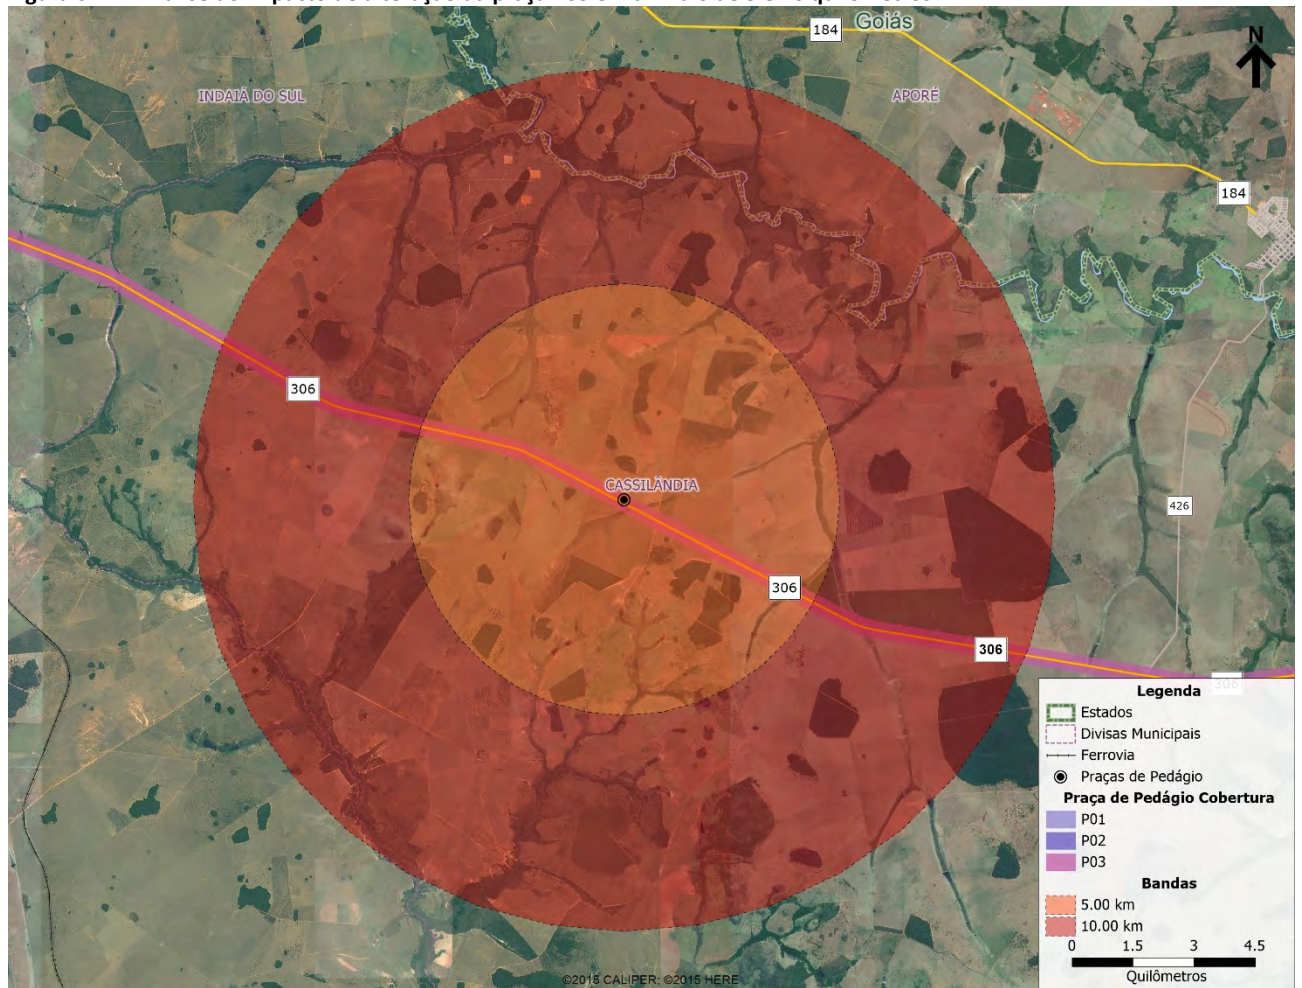 184
Goiás
N
INDAIÁ DO SUL
APORÉ
184
306
CASSILÂNDIA
426
306
306
306
Legenda
Estados
Divisas Municipais
Ferrovia
Praças de Pedágio
Praça de Pedágio Cobertura
P01
P02
P03
Bandas
5.00 km
10.00 km
0 1.5 3 4.5
Quilômetros
©2015 CALIPER; ©2015 HERE